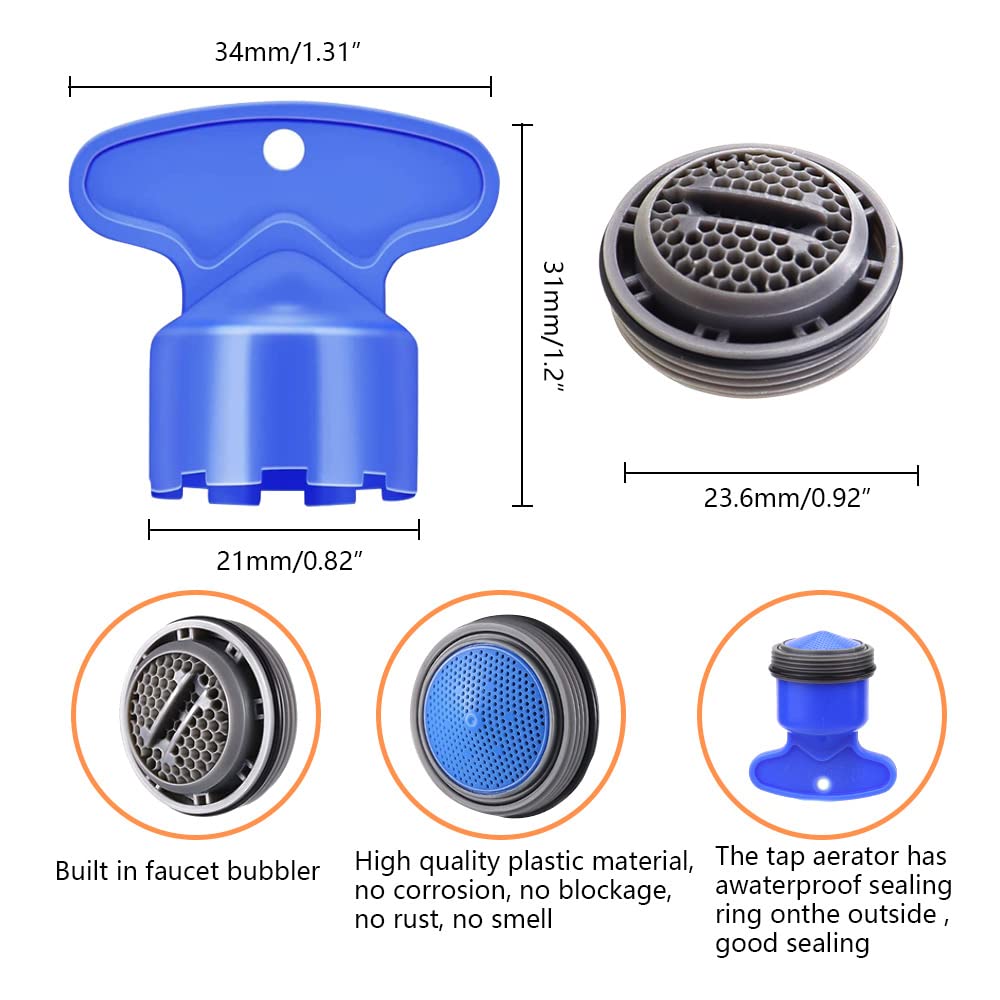 34mm/1.31″
31mm/1.2″
23.6mm/0.92″
21mm/0.82″
Built in faucet bubbler
High quality plastic material,
no corrosion, no blockage,
no rust, no smell
The tap aerator has
awaterproof sealing
ring onthe outside ,
good sealing